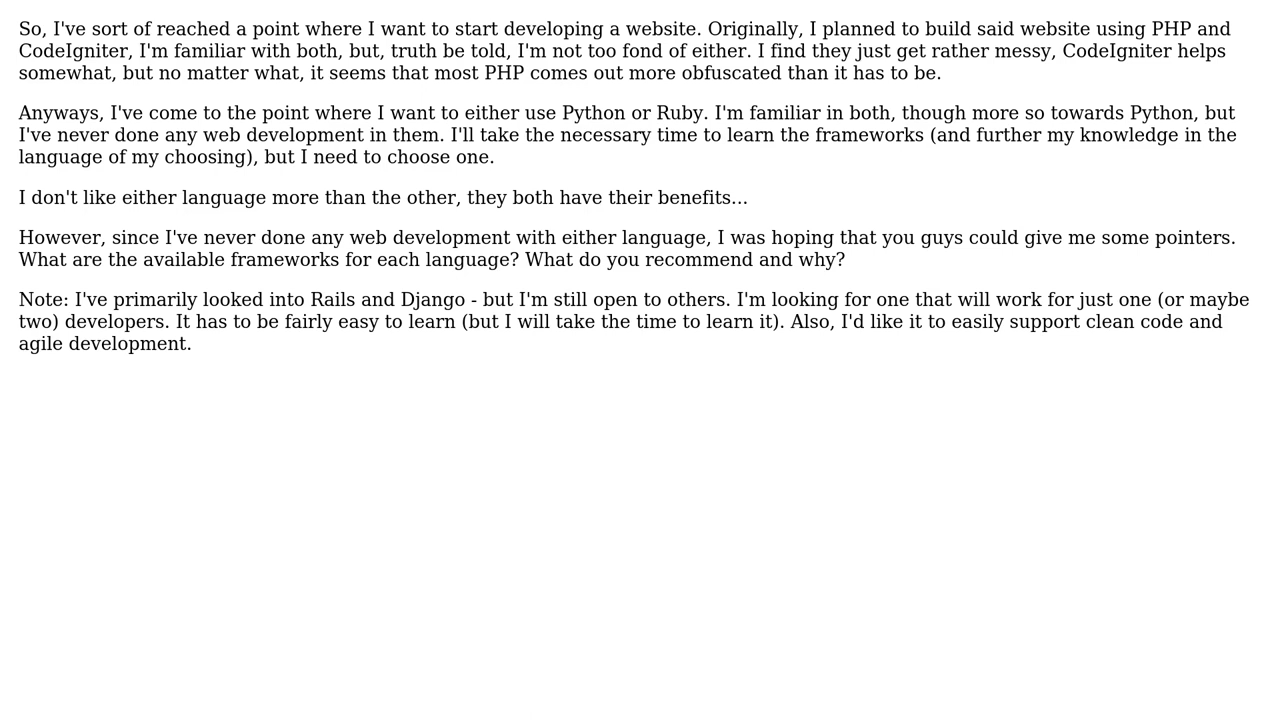 So, I've sort of reached a point where I want to start developing a website. Originally, I planned to build said website using PHP and
CodeIgniter, I'm familiar with both, but, truth be told, I'm not too fond of either. I find they just get rather messy, CodeIgniter helps
somewhat, but no matter what, it seems that most PHP comes out more obfuscated than it has to be.
Anyways, I've come to the point where I want to either use Python or Ruby. I'm familiar in both, though more so towards Python, but
I've never done any web development in them. I'll take the necessary time to learn the frameworks (and further my knowledge in the
language of my choosing), but I need to choose one.
I don't like either language more than the other, they both have their benefits...
However, since I've never done any web development with either language, I was hoping that you guys could give me some pointers.
What are the available frameworks for each language? What do you recommend and why?
Note: I've primarily looked into Rails and Django - but I'm still open to others. I'm looking for one that will work for just one (or maybe
two) developers. It has to be fairly easy to learn (but I will take the time to learn it). Also, I'd like it to easily support clean code and
agile development.